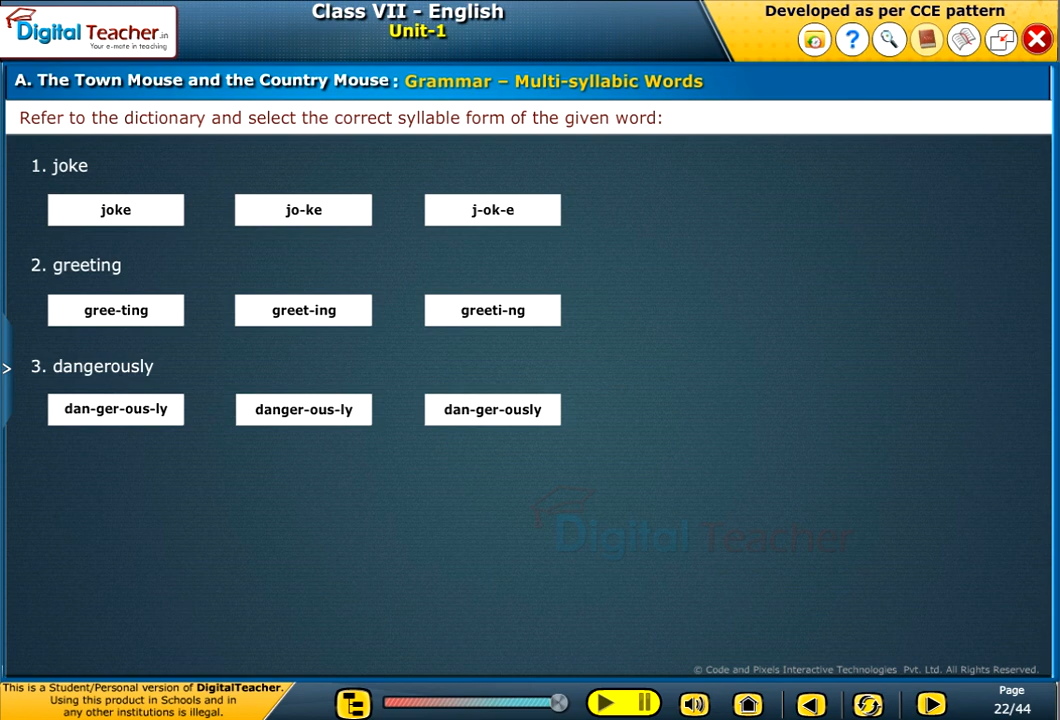 Digital Teacher.in
Your e-mate in teaching
Class VII - English
Unit-1
Developed as per CCE pattern
A. The Town Mouse and the Country Mouse : Grammar – Multi-syllabic Words
Refer to the dictionary and select the correct syllable form of the given word:
1. joke
joke jo-ke j-ok-e
2. greeting
gree-ting greet-ing greeti-ng
3. dangerously
dan-ger-ous-ly danger-ous-ly dan-ger-ously
Digital Teacher
© Code and Pixels Interactive Technologies Pvt. Ltd. All Rights Reserved.
This is a Student/Personal version of DigitalTeacher.
Using this product in Schools and in
any other institutions is illegal.
Page
22/44